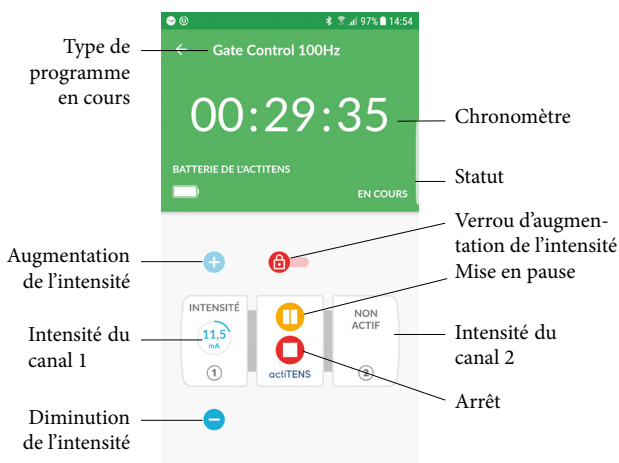 97% 14:54
Type de
programme
en cours
Gate Control 100Hz
00:29:35
Chronomètre
BATTERIE DE L'ACTITENS
EN COURS
Statut
Verrou d'augmen-
tation de l'intensité
Mise en pause
Augmentation
de l'intensité
INTENSITÉ
11,5
mA
1
actiTENS
NON
ACTIF
2
Intensité du
canal 1
Intensité du
canal 2
Arrêt
Diminution
de l'intensité